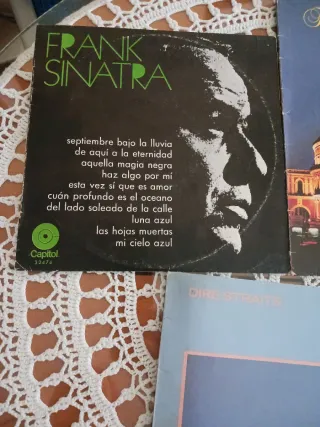 FRANK
SINATRA
septiembre bajo la lluvia
de aquí a la eternidad
aquella magia negra
haz algo por mí
esta vez sí que es amor
cuán profundo es el oceano
del lado soleado de la calle
luna azul
las hojas muertas
mi cielo azul
Capitol
DIRE STRAITS